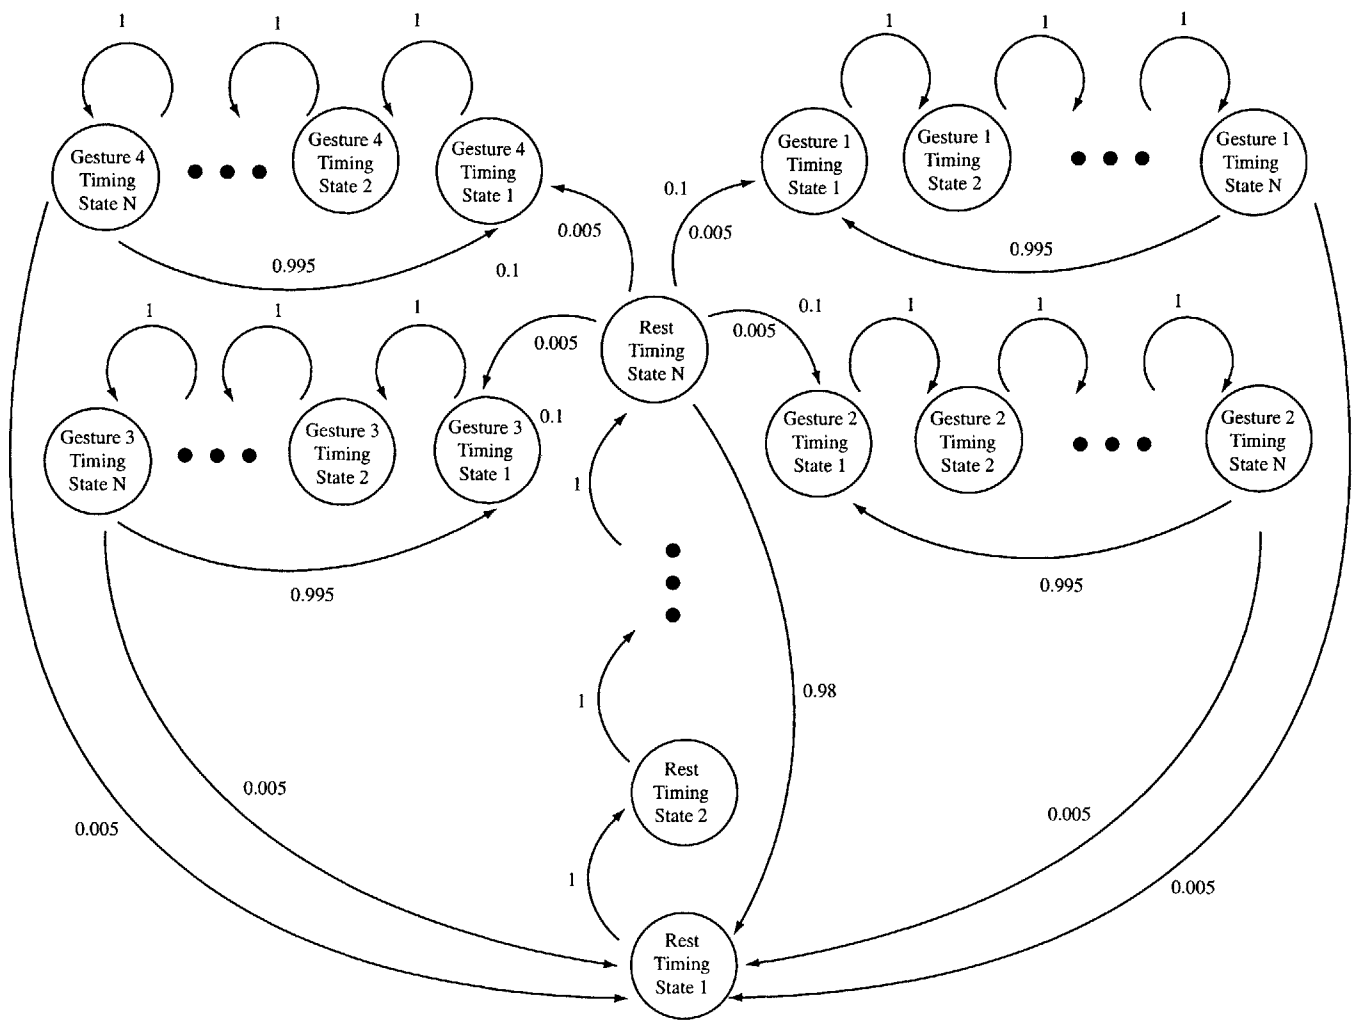 1
1
1
1
1
1
Gesture 4
Timing
State N
Gesture 4
Timing
State 2
Gesture 4
Timing
State 1
Gesture 1
Timing
State 1
Gesture 1
Timing
State 2
Gesture 1
Timing
State N
0.1
0.005
0.005
0.995
0.1
0.995
1
1
1
0.005
Rest
Timing
State N
0.1
0.005
1
1
1
Gesture 3
Timing
State N
Gesture 3
Timing
State 2
Gesture 3
Timing
State 1
0.1
Gesture 2
Timing
State 1
Gesture 2
Timing
State 2
Gesture 2
Timing
State N
1
0.995
0.995
1
0.98
0.005
0.005
Rest
Timing
State 2
0.005
0.005
1
Rest
Timing
State 1